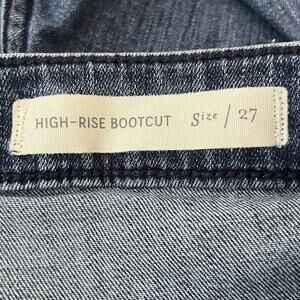 HIGH-RISE BOOTCUT Size / 27